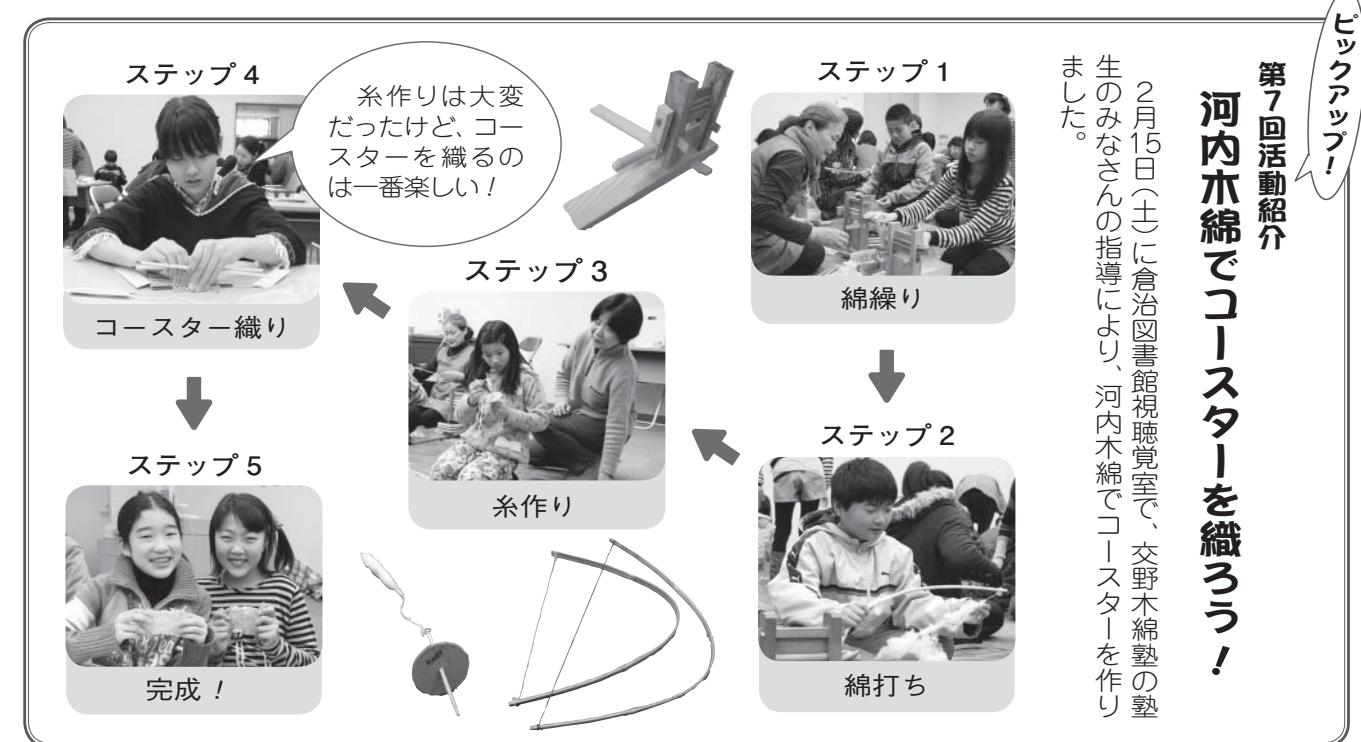 ピックアップ！
第7回活動紹介
河内木綿でコースターを織ろう！
２月15日（土）に倉治図書館視聴覚室で、交野木綿塾の塾
生のみなさんの指導により、河内木綿でコースターを作り
ました。
ステップ 1
綿繰り
ステップ 2
綿打ち
ステップ 3
糸作り
ステップ 4
糸作りは大変
だったけど、コー
スターを織るの
は一番楽しい！
コースター織り
ステップ 5
完成！